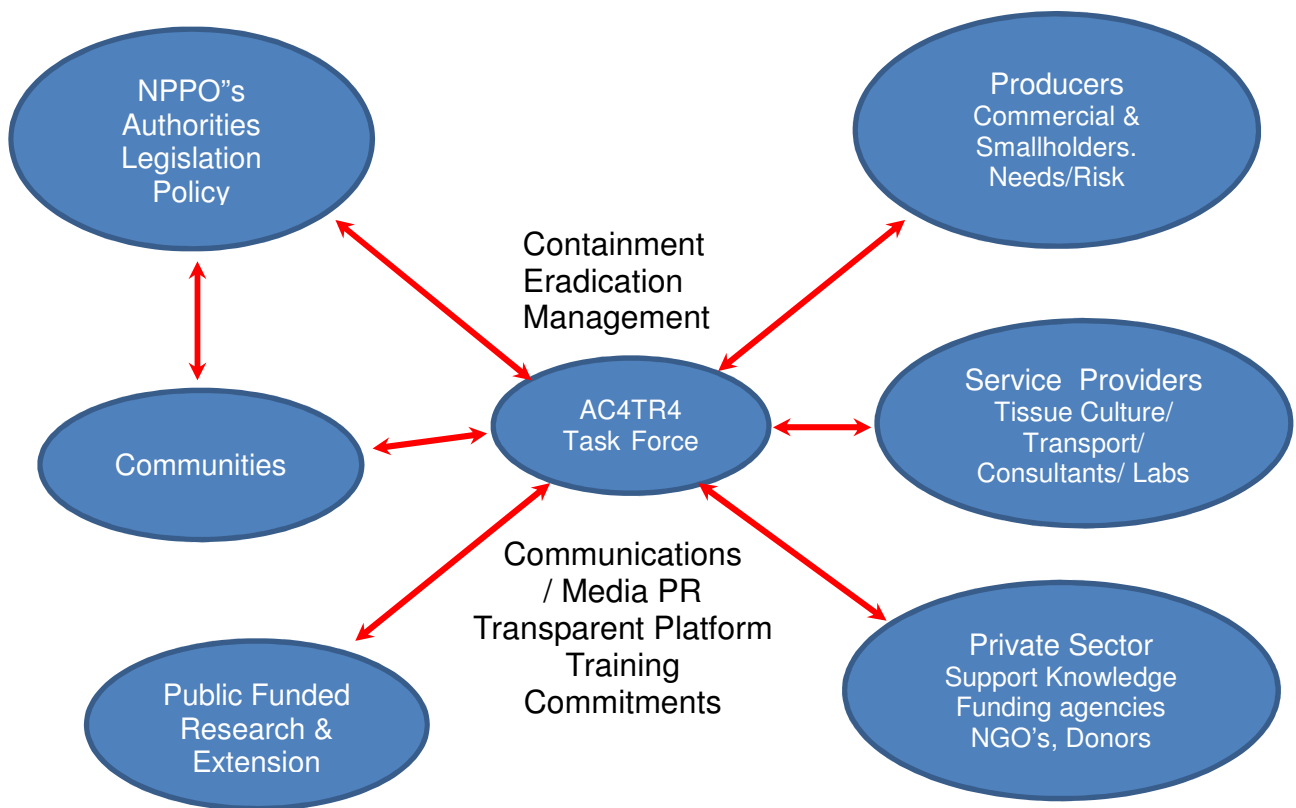 NPPO”s
Authorities
Legislation
Policy
Producers
Commercial &
Smallholders.
Needs/Risk
Containment
Eradication
Management
AC4TR4
Task Force
Service Providers
Tissue Culture/
Transport/
Consultants/ Labs
Communities
Communications
/ Media PR
Transparent Platform
Training
Commitments
Public Funded
Research &
Extension
Private Sector
Support Knowledge
Funding agencies
NGO’s, Donors